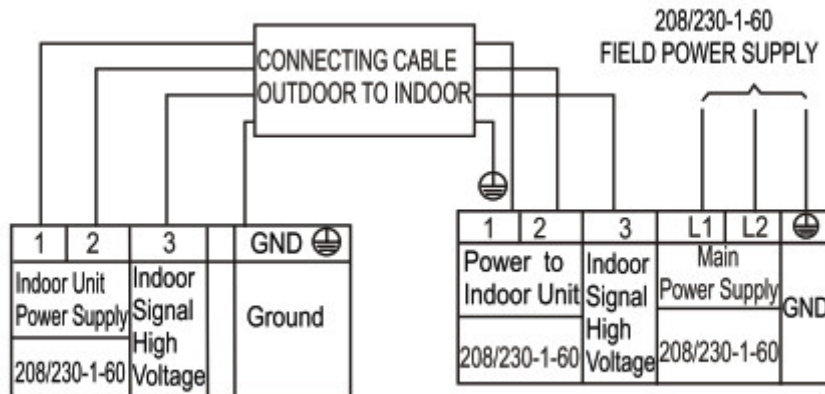 208/230-1-60
FIELD POWER SUPPLY
CONNECTING CABLE
OUTDOOR TO INDOOR
1 2 3 GND
Indoor Unit
Power Supply
208/230-1-60
Indoor
Signal
High
Voltage
Ground
1 2 3 L1 L2
Power to
Indoor Unit
208/230-1-60
Indoor
Signal
High
Voltage
Main
Power Supply
208/230-1-60
GND